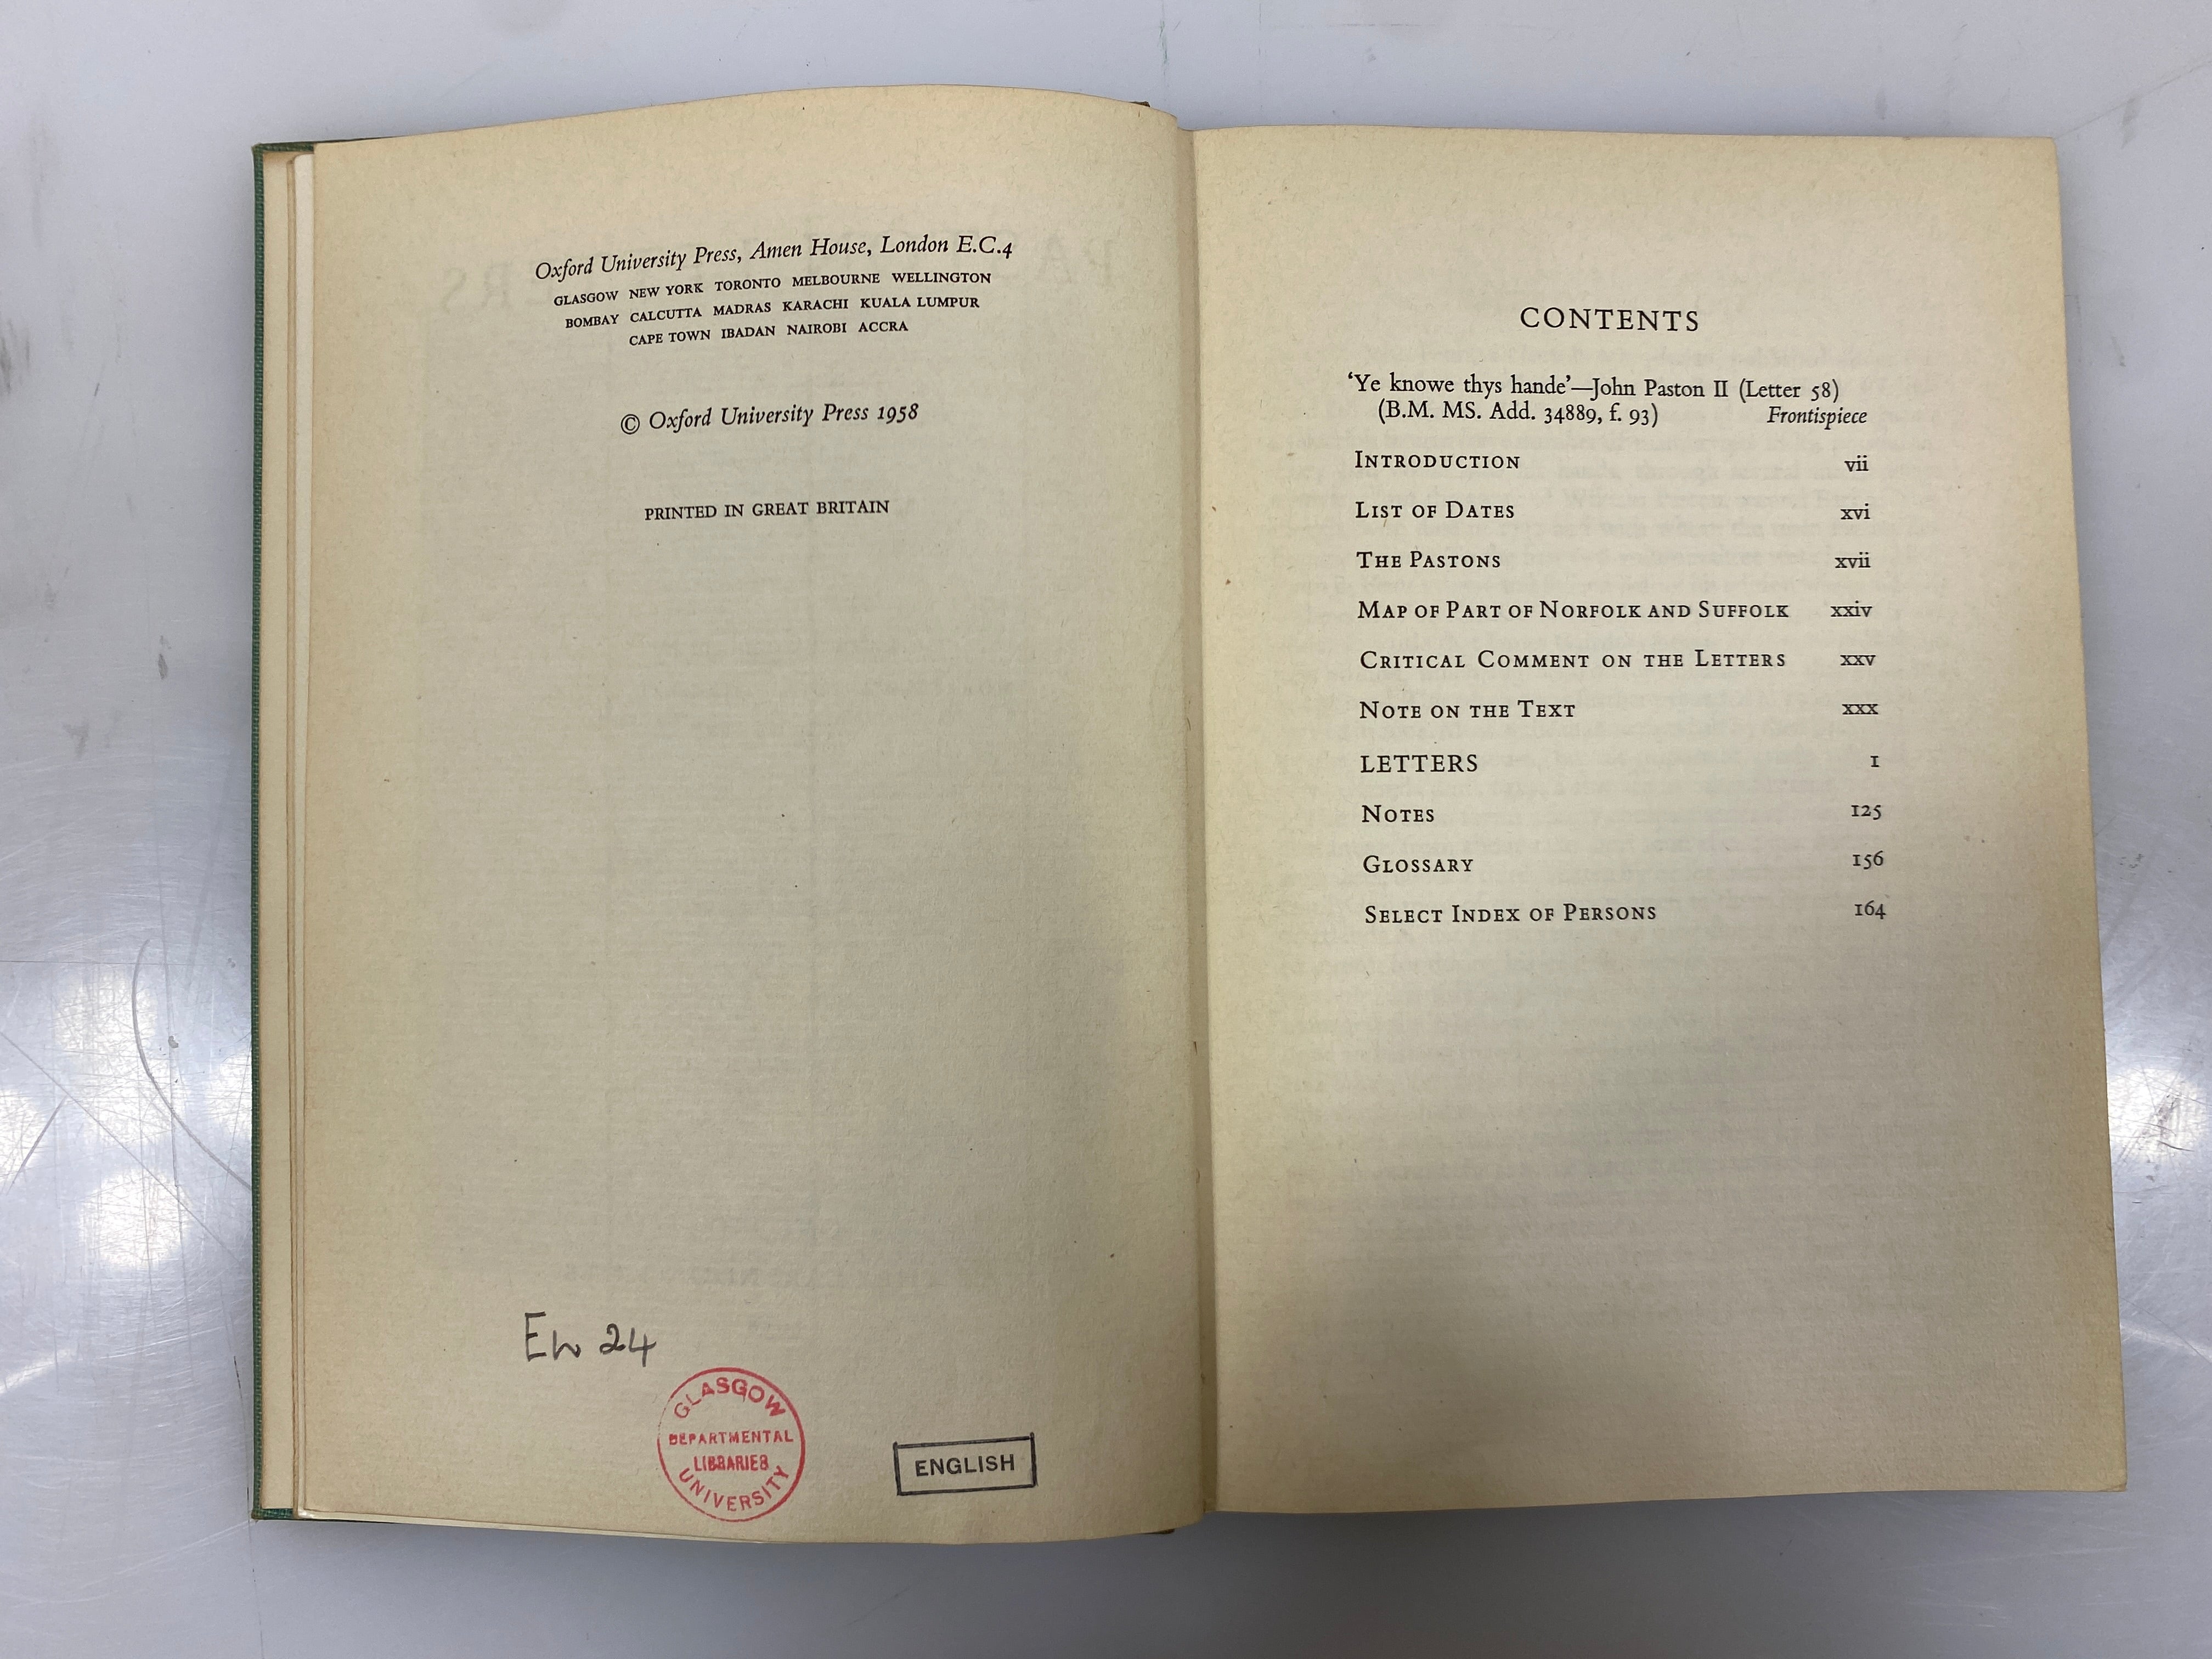 Oxford University Press, Amen House, London E.C.4
GLASGOW NEW YORK TORONTO MELBOURNE WELLINGTON
BOMBAY CALCUTTA MADRAS KARACHI KUALA LUMPUR
CAPE TOWN IBADAN NAIROBI ACCRA
© Oxford University Press 1958
PRINTED IN GREAT BRITAIN
24
GLASGOW
DEPARTMENTAL
LIBRARIES
UNIVERSITY
ENGLISH
CONTENTS
‘Ye knowe thys hande’—John Paston II (Letter 58)
(B.M. MS. Add. 34889, f. 93) Frontispiece
INTRODUCTION vii
LIST OF DATES xvi
THE PASTONS xvii
MAP OF PART OF NORFOLK AND SUFFOLK xxiv
CRITICAL COMMENT ON THE LETTERS xxv
NOTE ON THE TEXT xxx
LETTERS 1
NOTES 125
GLOSSARY 156
SELECT INDEX OF PERSONS 164